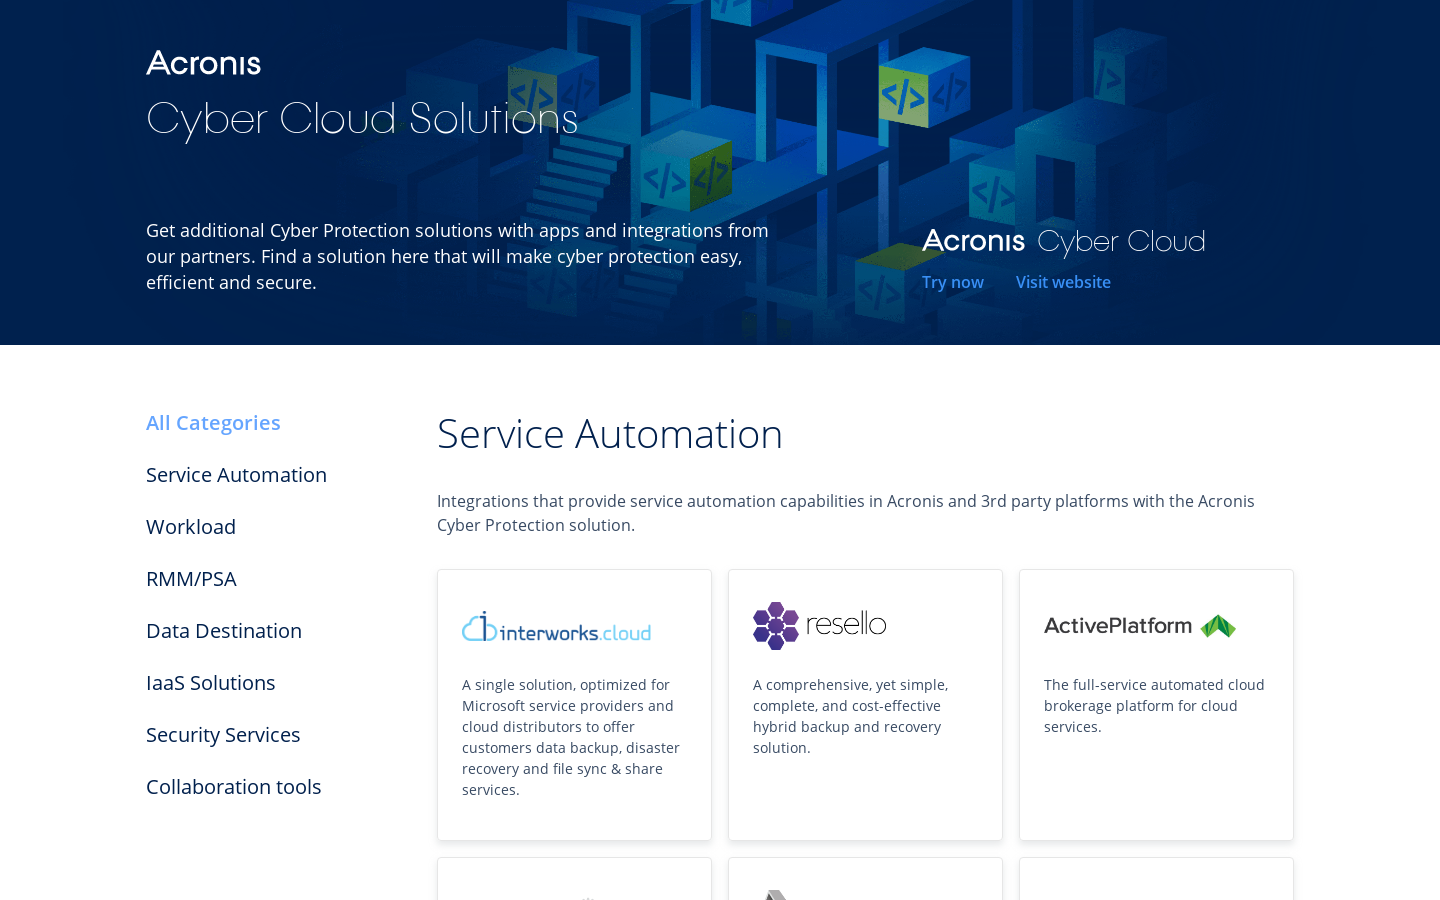 Acronis
Cyber Cloud Solutions
Get additional Cyber Protection solutions with apps and integrations from
our partners. Find a solution here that will make cyber protection easy,
efficient and secure.
Acronis Cyber Cloud
Try now
Visit website
All Categories
Service Automation
Workload
RMM/PSA
Data Destination
IaaS Solutions
Security Services
Collaboration tools
Service Automation
Integrations that provide service automation capabilities in Acronis and 3rd party platforms with the Acronis
Cyber Protection solution.
interworks.cloud
A single solution, optimized for
Microsoft service providers and
cloud distributors to offer
customers data backup, disaster
recovery and file sync & share
services.
resello
A comprehensive, yet simple,
complete, and cost-effective
hybrid backup and recovery
solution.
ActivePlatform
The full-service automated cloud
brokerage platform for cloud
services.